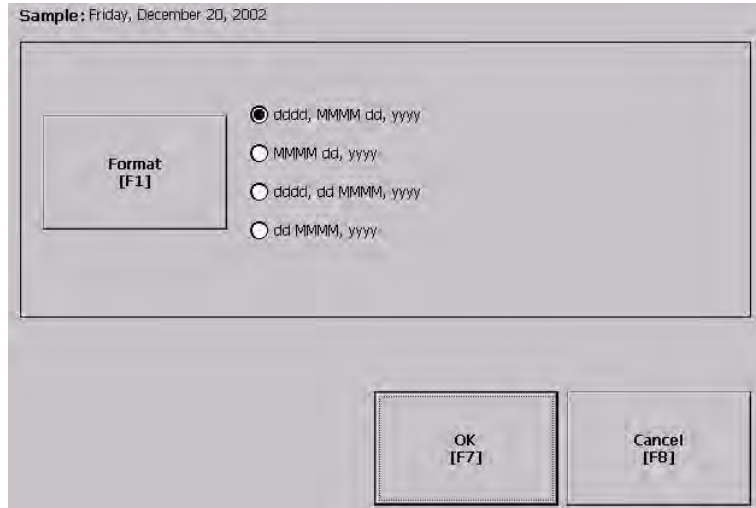 Sample: Friday, December 20, 2002
dddd, MMMM dd, yyyy
MMMM dd, yyyy
Format
[F1]
dddd, dd MMMM, yyyy
dd MMMM, yyyy
OK
[F7]
Cancel
[F8]